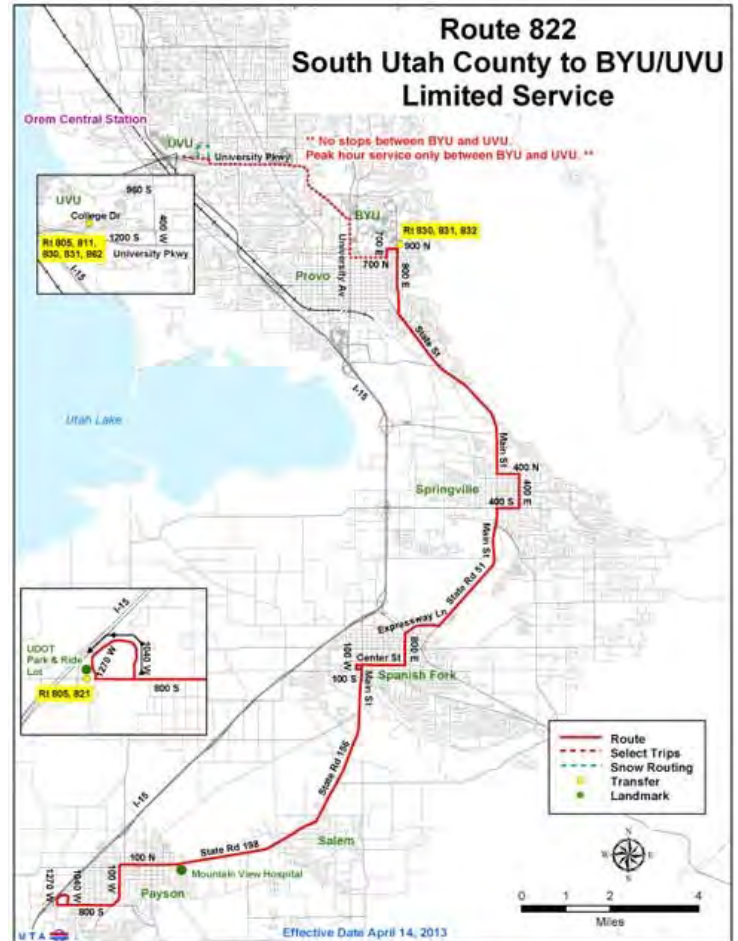 Route 822
South Utah County to BYU/UVU
Limited Service
Orem Central Station
UVU
University Pkwy
** No stops between BYU and UVU.
Peak hour service only between BYU and UVU. **
960 S
UVU
College Dr
400 W
1200 S
University Pkwy
Rt 805, 811,
830, 831, 862
I-15
BYU
Rt 830, 831, 832
900 N
700 E
University Av
700 N
900 E
Provo
State St
I-15
Utah Lake
Main St
400 N
400 E
Springville
400 S
Main St
State Rd 51
Expressway Ln
800 E
Center St
100 W
100 S
Spanish Fork
Main St
I-15
UDOT
Park & Ride
Lot
1270 W
2040 W
800 S
Rt 805, 821
State Rd 156
I-15
Salem
State Rd 198
100 N
Mountain View Hospital
100 W
1270 W
1040 W
Payson
800 S
Route
Select Trips
Snow Routing
Transfer
Landmark
N
W
E
S
0 1 2 4
Miles
UTA
Effective Date April 14, 2013